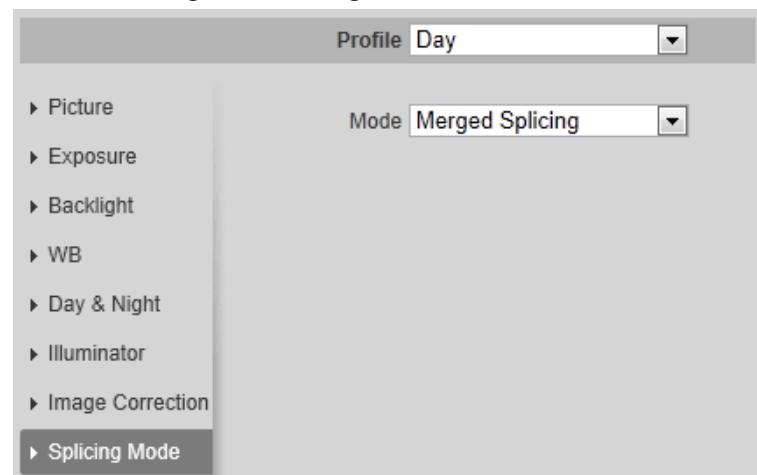 Profile Day
Picture
Mode Merged Splicing
Exposure
Backlight
WB
Day & Night
Illuminator
Image Correction
Splicing Mode